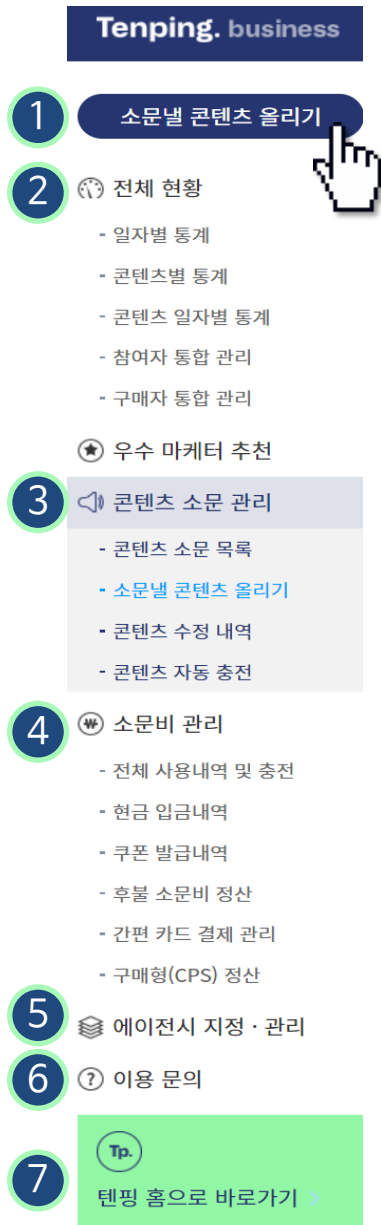 Tenping. business
1 소문낼 콘텐츠 올리기
2 전체 현황
- 일자별 통계
- 콘텐츠별 통계
- 콘텐츠 일자별 통계
- 참여자 통합 관리
- 구매자 통합 관리
우수 마케터 추천
3 콘텐츠 소문 관리
- 콘텐츠 소문 목록
- 소문낼 콘텐츠 올리기
- 콘텐츠 수정 내역
- 콘텐츠 자동 충전
4 ₩ 소문비 관리
- 전체 사용내역 및 충전
- 현금 입금내역
- 쿠폰 발급내역
- 후불 소문비 정산
- 간편 카드 결제 관리
- 구매형(CPS) 정산
5 에이전시 지정 · 관리
6 ? 이용 문의
Tp.
7 텐핑 홈으로 바로가기 >